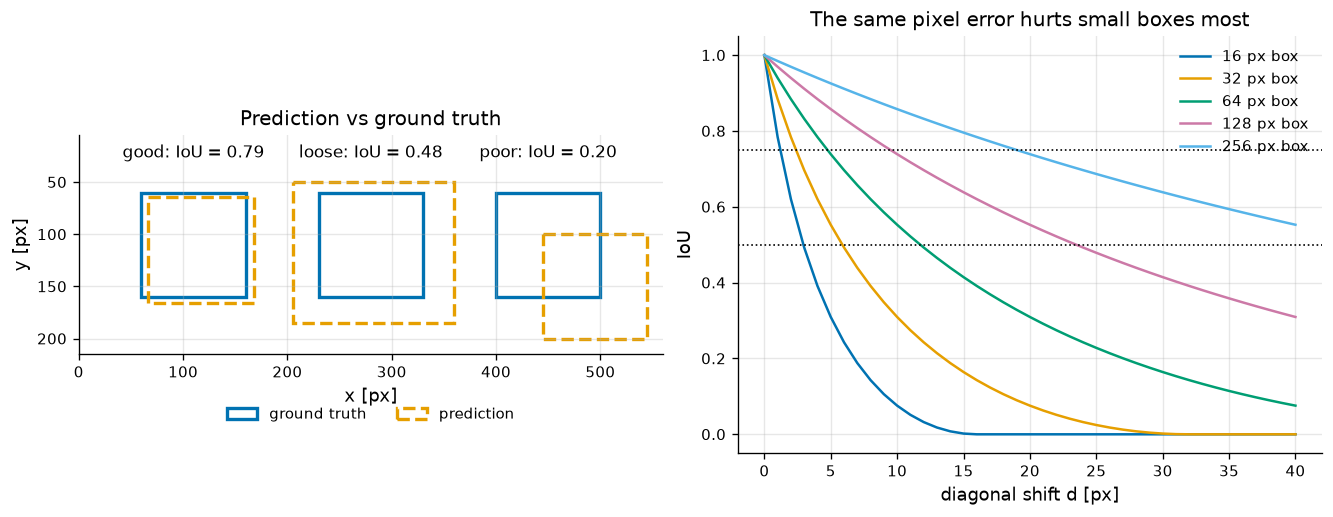 Prediction vs ground truth
good: IoU = 0.79
loose: IoU = 0.48
poor: IoU = 0.20
y [px]
50
100
150
200
0
100
200
300
400
500
x [px]
ground truth
prediction
The same pixel error hurts small boxes most
IoU
1.0
0.8
0.6
0.4
0.2
0.0
16 px box
32 px box
64 px box
128 px box
256 px box
0
5
10
15
20
25
30
35
40
diagonal shift d [px]